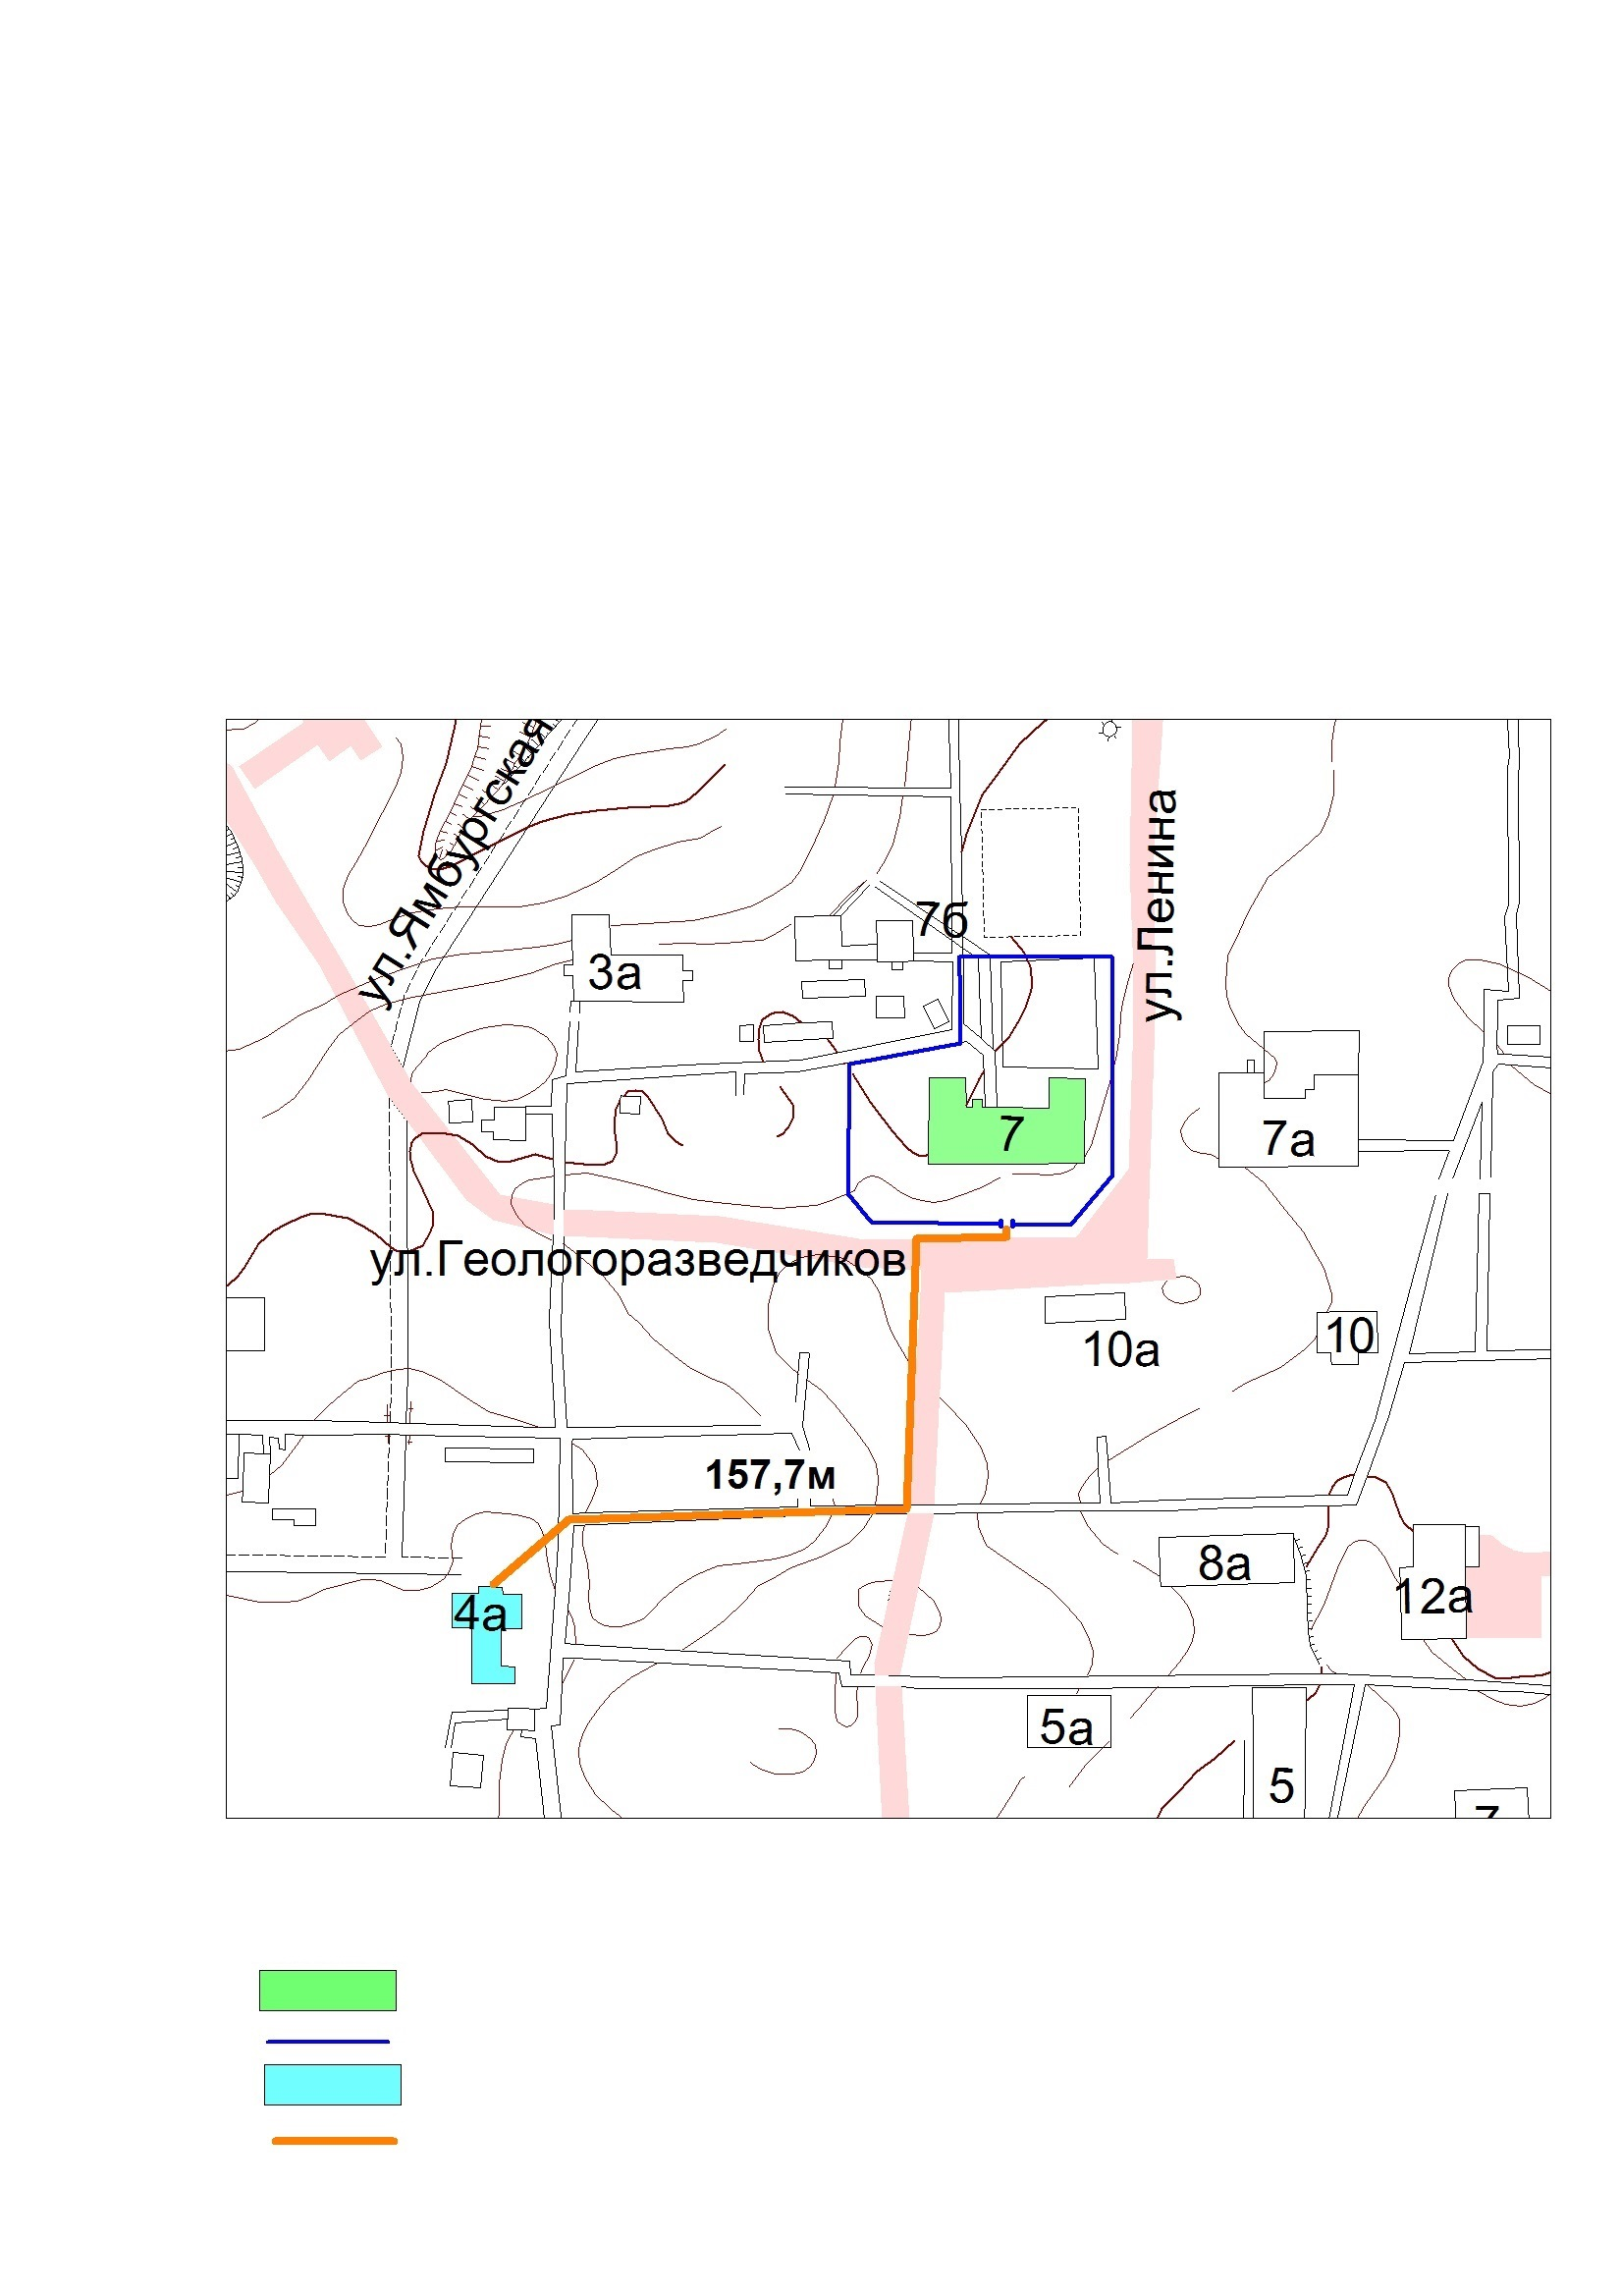 ул.Ямбургская
ул.Ленина
7б
3а
7
7а
ул.Геологоразведчиков
10
10а
157,7м
8а
12а
4а
5а
5